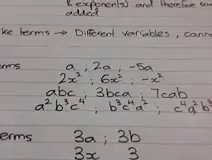 & exponents) and therefore can
added
ke terms → Different variables, canno
rms a ; 2a ; -5a
2x² ; 6x² ; -x²
abc ; 3bca ; 7cab
a²b³c⁴ ; b³c⁴a² ; c⁴a²b³
erms 3a ; 3b
3x 3